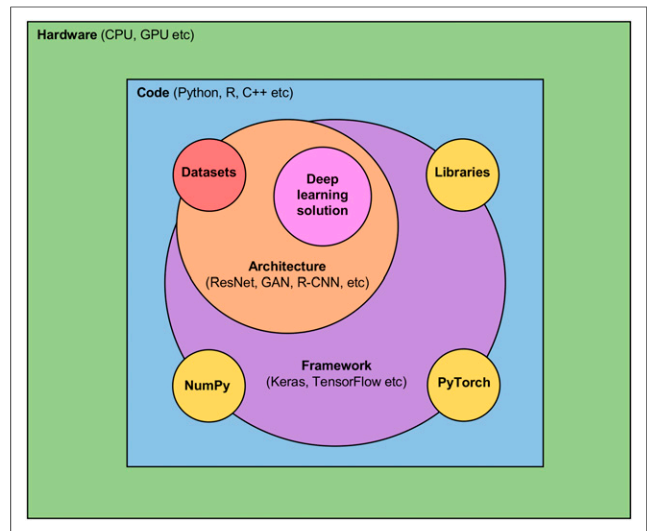 Hardware (CPU, GPU etc)
Code (Python, R, C++ etc)
Datasets
Deep
learning
solution
Libraries
Architecture
(ResNet, GAN, R-CNN, etc)
Framework
(Keras, TensorFlow etc)
NumPy
PyTorch